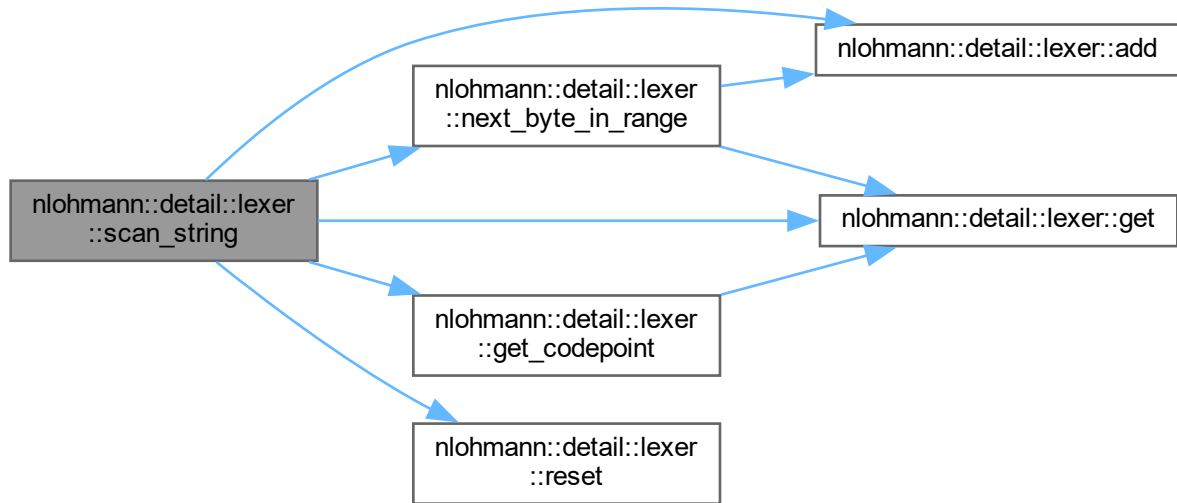 nlohmann::detail::lexer::add
nlohmann::detail::lexer
::next_byte_in_range
nlohmann::detail::lexer
::scan_string
nlohmann::detail::lexer::get
nlohmann::detail::lexer
::get_codepoint
nlohmann::detail::lexer
::reset